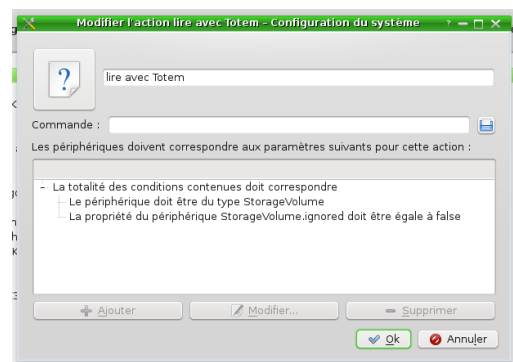 Modifier l'action lire avec Totem – Configuration du système
lire avec Totem
Commande :
Les périphériques doivent correspondre aux paramètres suivants pour cette action :
La totalité des conditions contenues doit correspondre
Le périphérique doit être du type StorageVolume
La propriété du périphérique StorageVolume.ignored doit être égale à false
Ajouter
Modifier...
Supprimer
Ok
Annuler